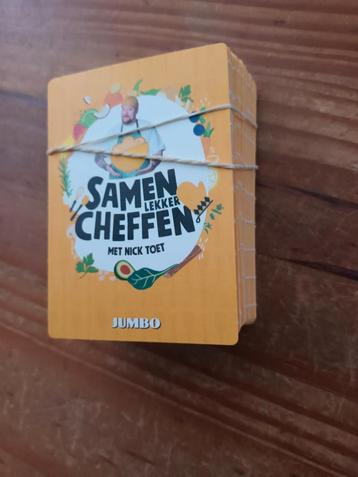 SAMEN
LEKKER
CHEFFEN
MET NICK TOET
JUMBO